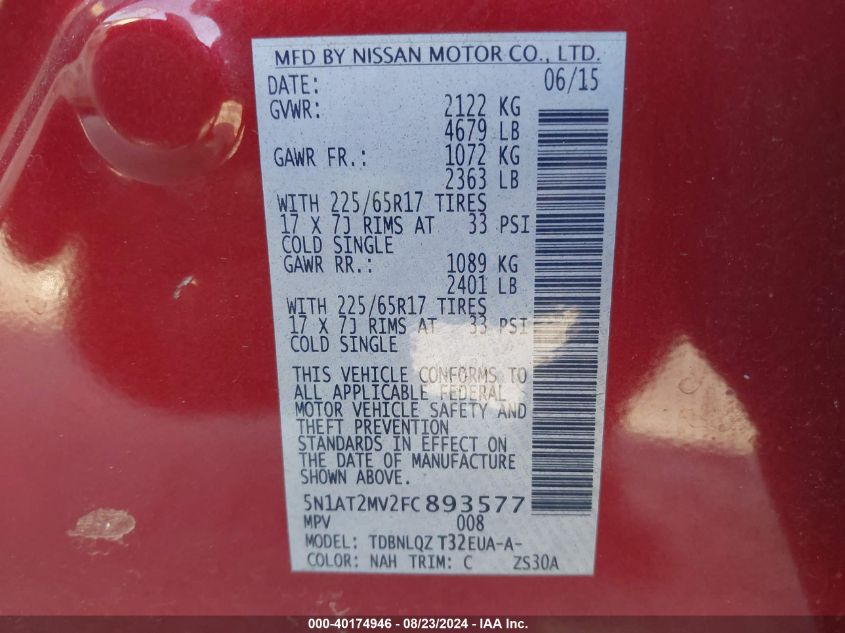 MFD BY NISSAN MOTOR CO., LTD.
DATE: 06/15
GVWR: 2122 KG
4679 LB
GAWR FR.: 1072 KG
2363 LB
WITH 225/65R17 TIRES
17 X 7J RIMS AT 33 PSI
COLD SINGLE
GAWR RR.: 1089 KG
2401 LB
WITH 225/65R17 TIRES
17 X 7J RIMS AT 33 PSI
COLD SINGLE
THIS VEHICLE CONFORMS TO
ALL APPLICABLE FEDERAL
MOTOR VEHICLE SAFETY AND
THEFT PREVENTION
STANDARDS IN EFFECT ON
THE DATE OF MANUFACTURE
SHOWN ABOVE.
5N1AT2MV2FC893577
MPV 008
MODEL: TDBNLQZ T32EUA-A-
COLOR: NAH TRIM: C ZS30A
000-40174946 - 08/23/2024 - IAAI.com